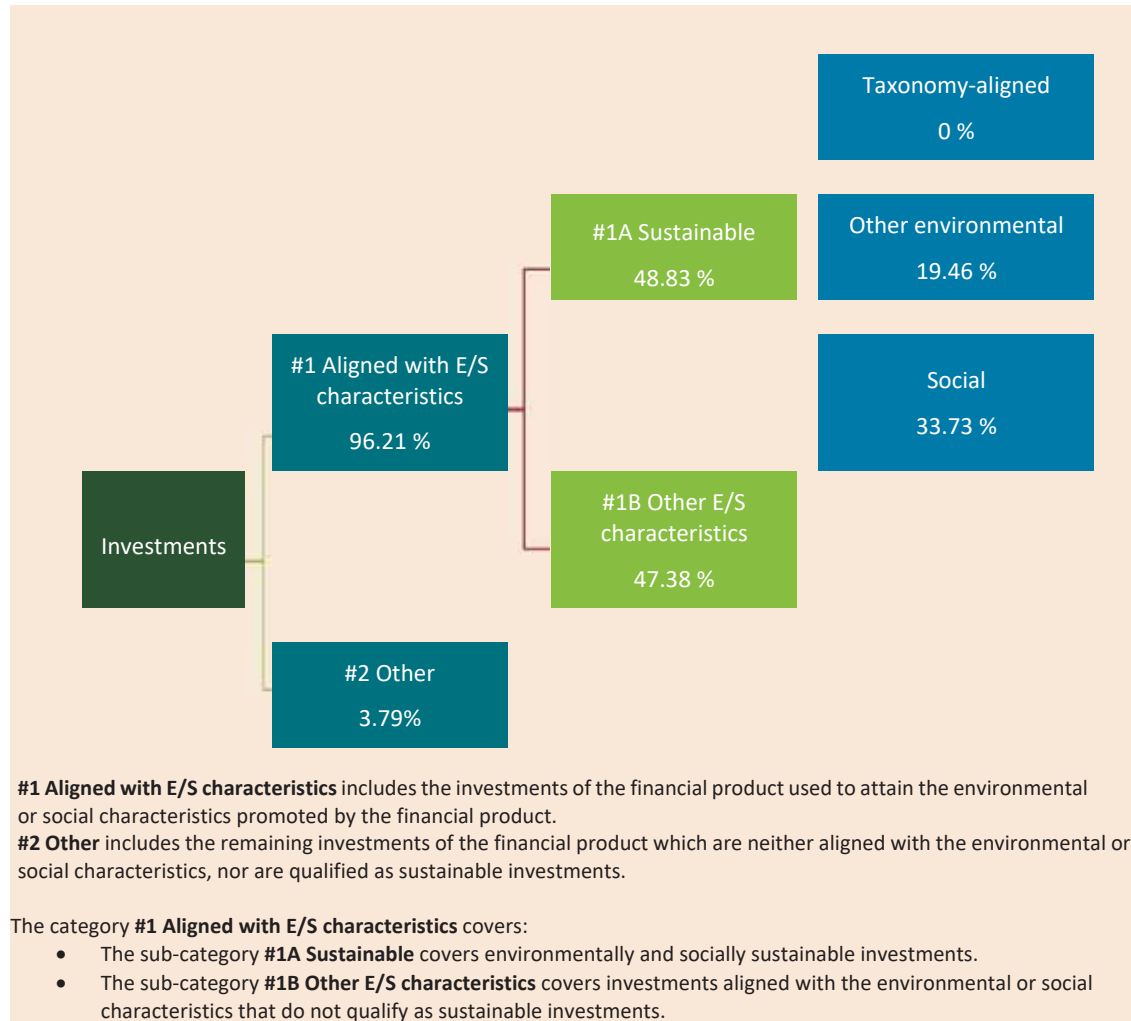 Taxonomy-aligned
0 %
#1A Sustainable
48.83 %
Other environmental
19.46 %
#1 Aligned with E/S
characteristics
96.21 %
Social
33.73 %
Investments
#1B Other E/S
characteristics
47.38 %
#2 Other
3.79%
#1 Aligned with E/S characteristics includes the investments of the financial product used to attain the environmental
or social characteristics promoted by the financial product.
#2 Other includes the remaining investments of the financial product which are neither aligned with the environmental or
social characteristics, nor are qualified as sustainable investments.
The category #1 Aligned with E/S characteristics covers:
• The sub-category #1A Sustainable covers environmentally and socially sustainable investments.
• The sub-category #1B Other E/S characteristics covers investments aligned with the environmental or social
characteristics that do not qualify as sustainable investments.